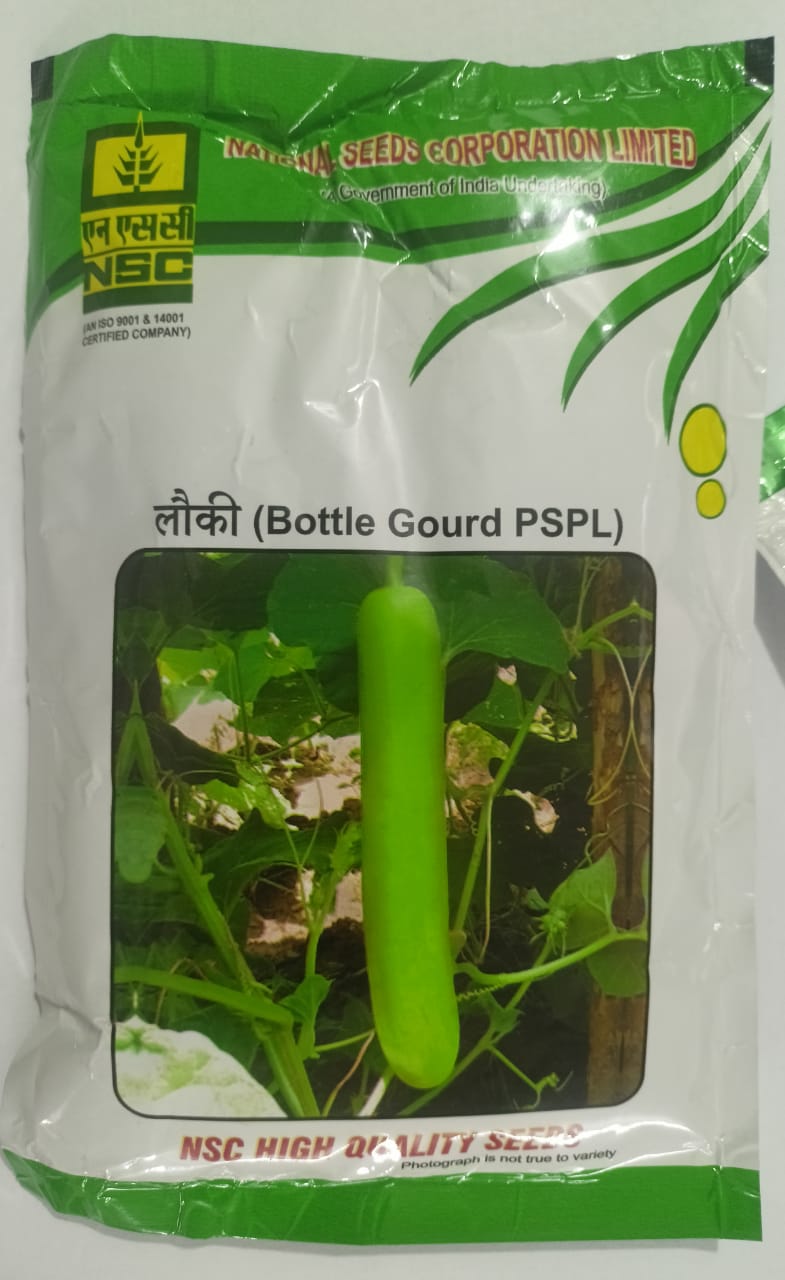 NATIONAL SEEDS CORPORATION LIMITED
(A Government of India Undertaking)
एन एस सी
NSC
(AN ISO 9001 & 14001
CERTIFIED COMPANY)
लौकी (Bottle Gourd PSPL)
NSC HIGH QUALITY SEEDS
Photograph is not true to variety